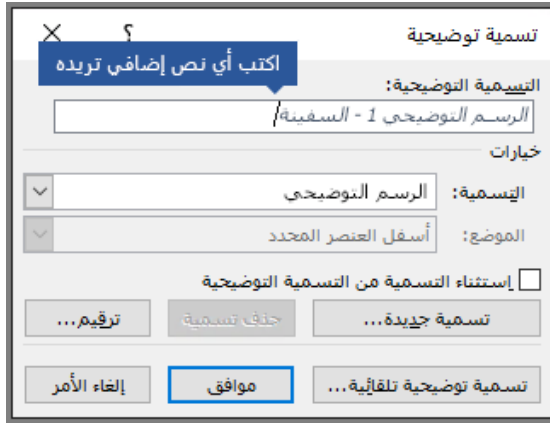 تسمية توضيحية ؟
اكتب أي نص إضافي تريده
التسمية التوضيحية:
الرسم التوضيحي 1 - السفينة
خيارات
التسمية: الرسم التوضيحي
الموضع: أسفل العنصر المحدد
إستثناء التسمية من التسمية التوضيحية
تسمية جديدة... حذف تسمية ترقيم...
تسمية توضيحية تلقائية... موافق إلغاء الأمر